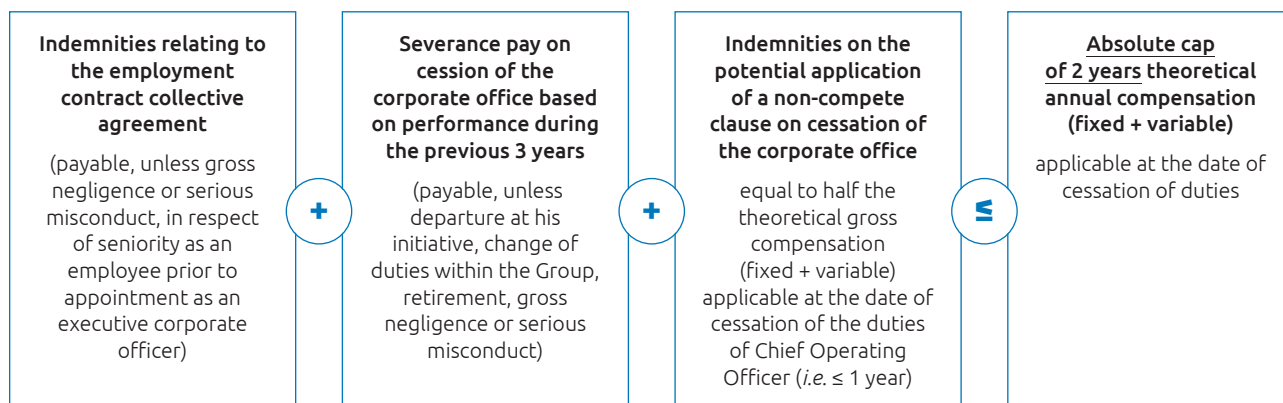 Indemnities relating to
the employment
contract collective
agreement
(payable, unless gross
negligence or serious
misconduct, in respect
of seniority as an
employee prior to
appointment as an
executive corporate
officer)
+
Severance pay on
cession of the
corporate office based
on performance during
the previous 3 years
(payable, unless
departure at his
initiative, change of
duties within the Group,
retirement, gross
negligence or serious
misconduct)
+
Indemnities on the
potential application
of a non-compete
clause on cessation of
the corporate office
equal to half the
theoretical gross
compensation
(fixed + variable)
applicable at the date of
cessation of the duties
of Chief Operating
Officer (i.e. ≤ 1 year)
≤
Absolute cap
of 2 years theoretical
annual compensation
(fixed + variable)
applicable at the date of
cessation of duties